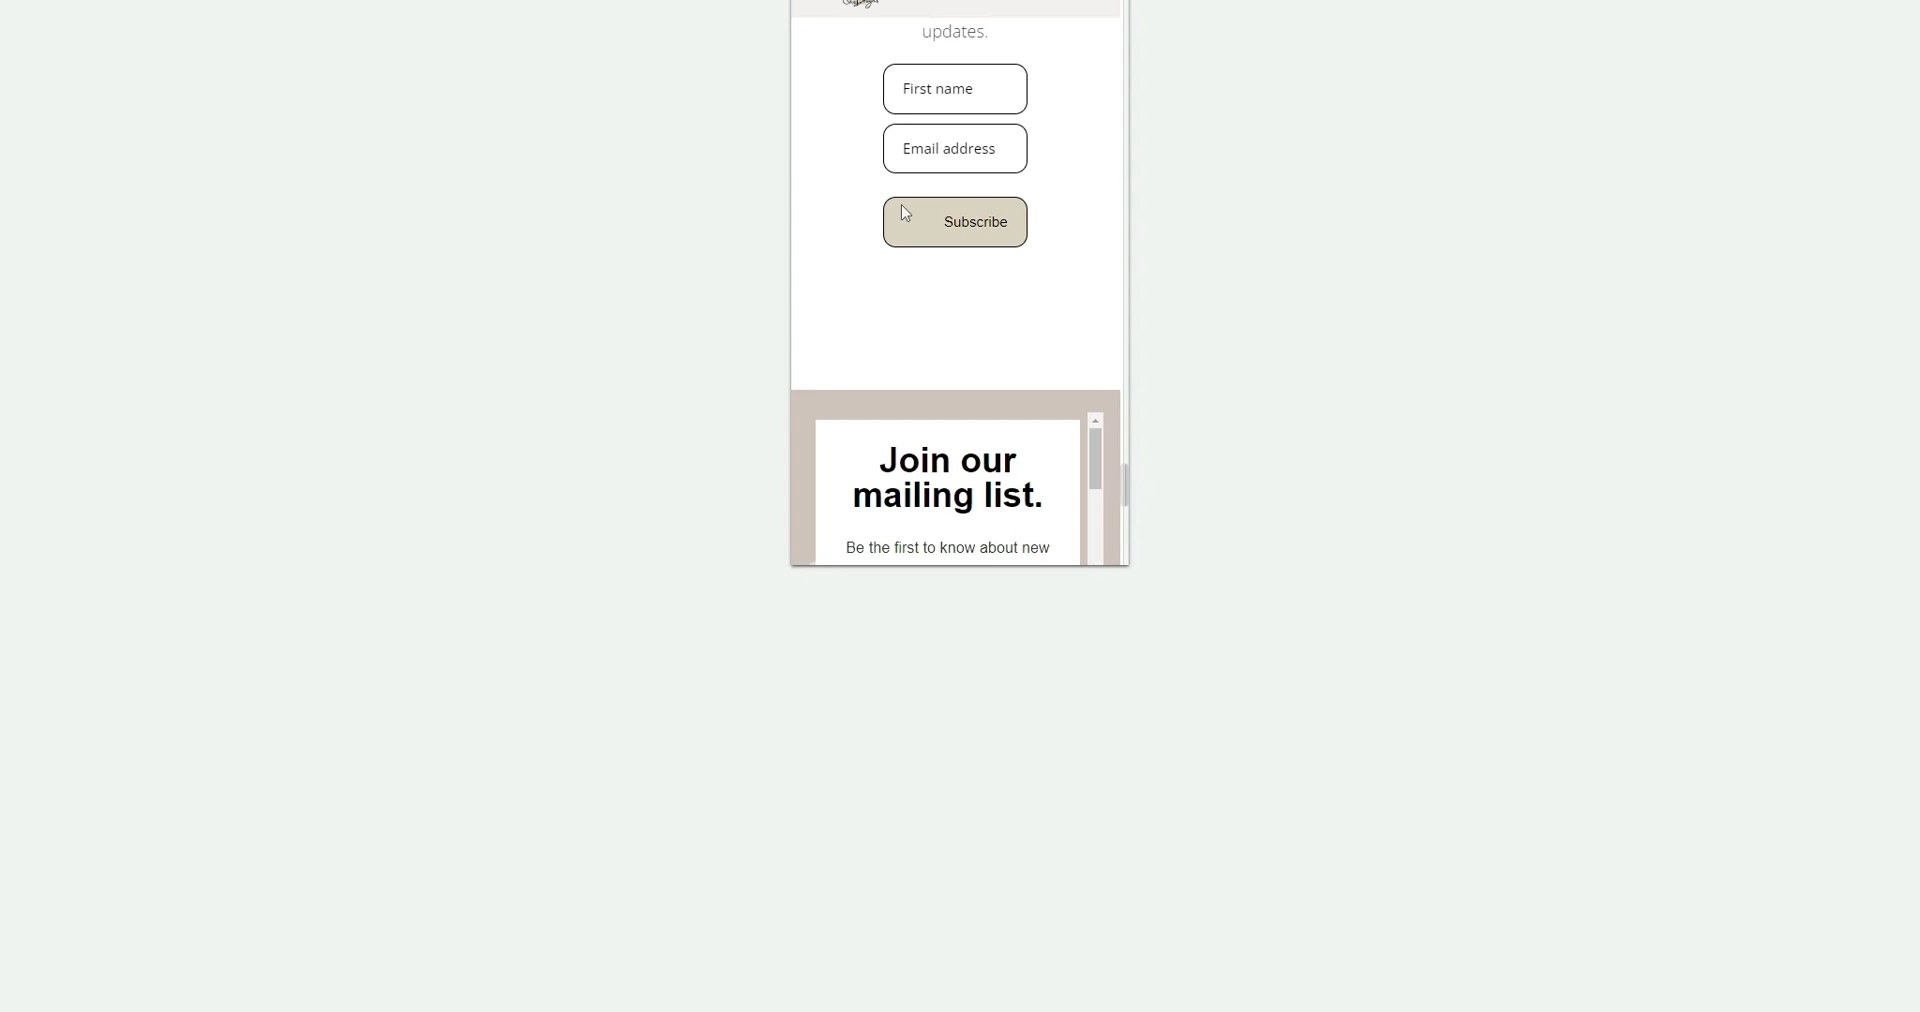 updates.
First name
Email address
Subscribe
Join our
mailing list.
Be the first to know about new